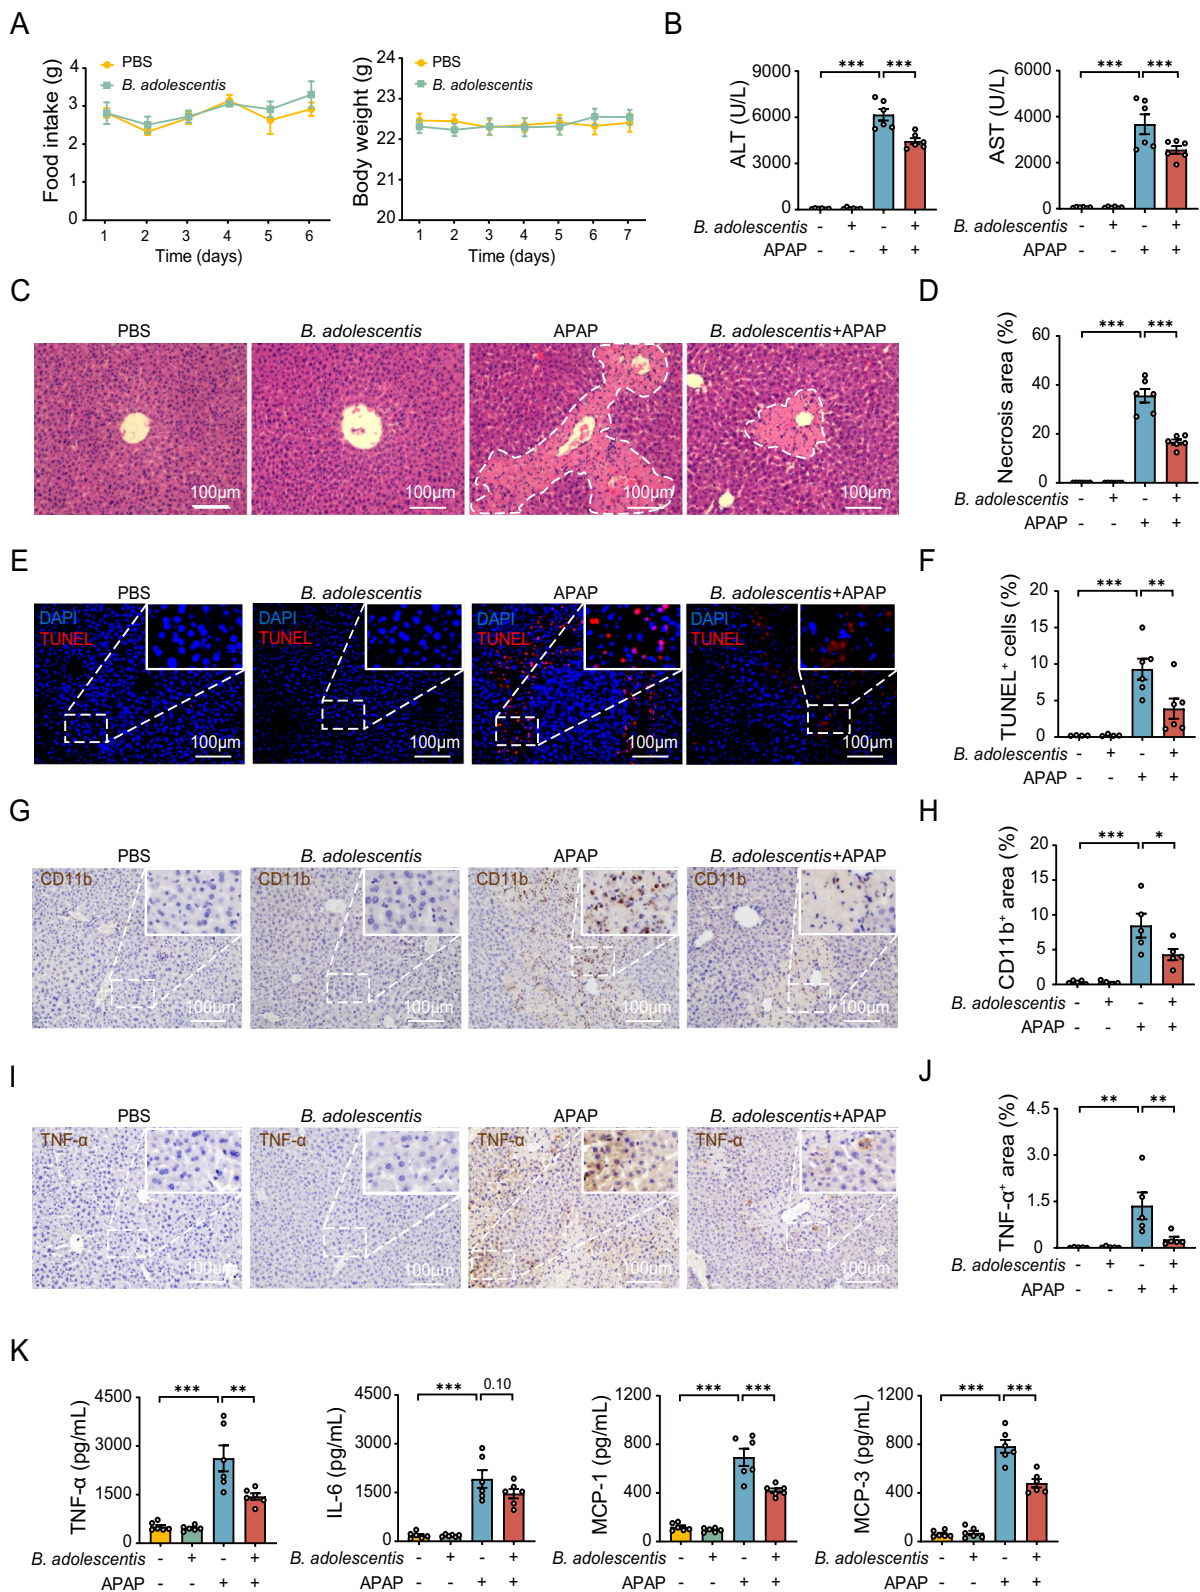 A
Food intake (g)
PBS
B. adolescentis
4
3
2
1
0
1 2 3 4 5 6
Time (days)
Body weight (g)
PBS
B. adolescentis
24
23
22
21
20
1 2 3 4 5 6 7
Time (days)
B
ALT (U/L)
9000
6000
3000
0
*** ***
B. adolescentis - + - +
APAP - - + +
AST (U/L)
6000
4000
2000
0
*** ***
B. adolescentis - + - +
APAP - - + +
C
PBS
B. adolescentis
APAP
B. adolescentis+APAP
100μm
100μm
100μm
100μm
D
Necrosis area (%)
60
40
20
0
*** ***
B. adolescentis - + - +
APAP - - + +
E
PBS
B. adolescentis
APAP
B. adolescentis+APAP
DAPI
TUNEL
100μm
DAPI
TUNEL
100μm
DAPI
TUNEL
100μm
DAPI
TUNEL
100μm
F
TUNEL⁺ cells (%)
20
15
10
5
0
*** **
B. adolescentis - + - +
APAP - - + +
G
PBS
B. adolescentis
APAP
B. adolescentis+APAP
CD11b
100μm
CD11b
100μm
CD11b
100μm
CD11b
100μm
H
CD11b⁺ area (%)
20
15
10
5
0
*** *
B. adolescentis - + - +
APAP - - + +
I
PBS
B. adolescentis
APAP
B. adolescentis+APAP
TNF-α
100μm
TNF-α
100μm
TNF-α
100μm
TNF-α
100μm
J
TNF-α⁺ area (%)
4.5
3.0
1.5
0
** **
B. adolescentis - + - +
APAP - - + +
K
TNF-α (pg/mL)
4500
3000
1500
0
*** **
B. adolescentis - + - +
APAP - - + +
IL-6 (pg/mL)
4500
3000
1500
0
*** 0.10
- + - +
APAP - - + +
MCP-1 (pg/mL)
1200
800
400
0
*** ***
B. adolescentis - + - +
APAP - - + +
MCP-3 (pg/mL)
1200
800
400
0
*** ***
B. adolescentis - + - +
APAP - - + +